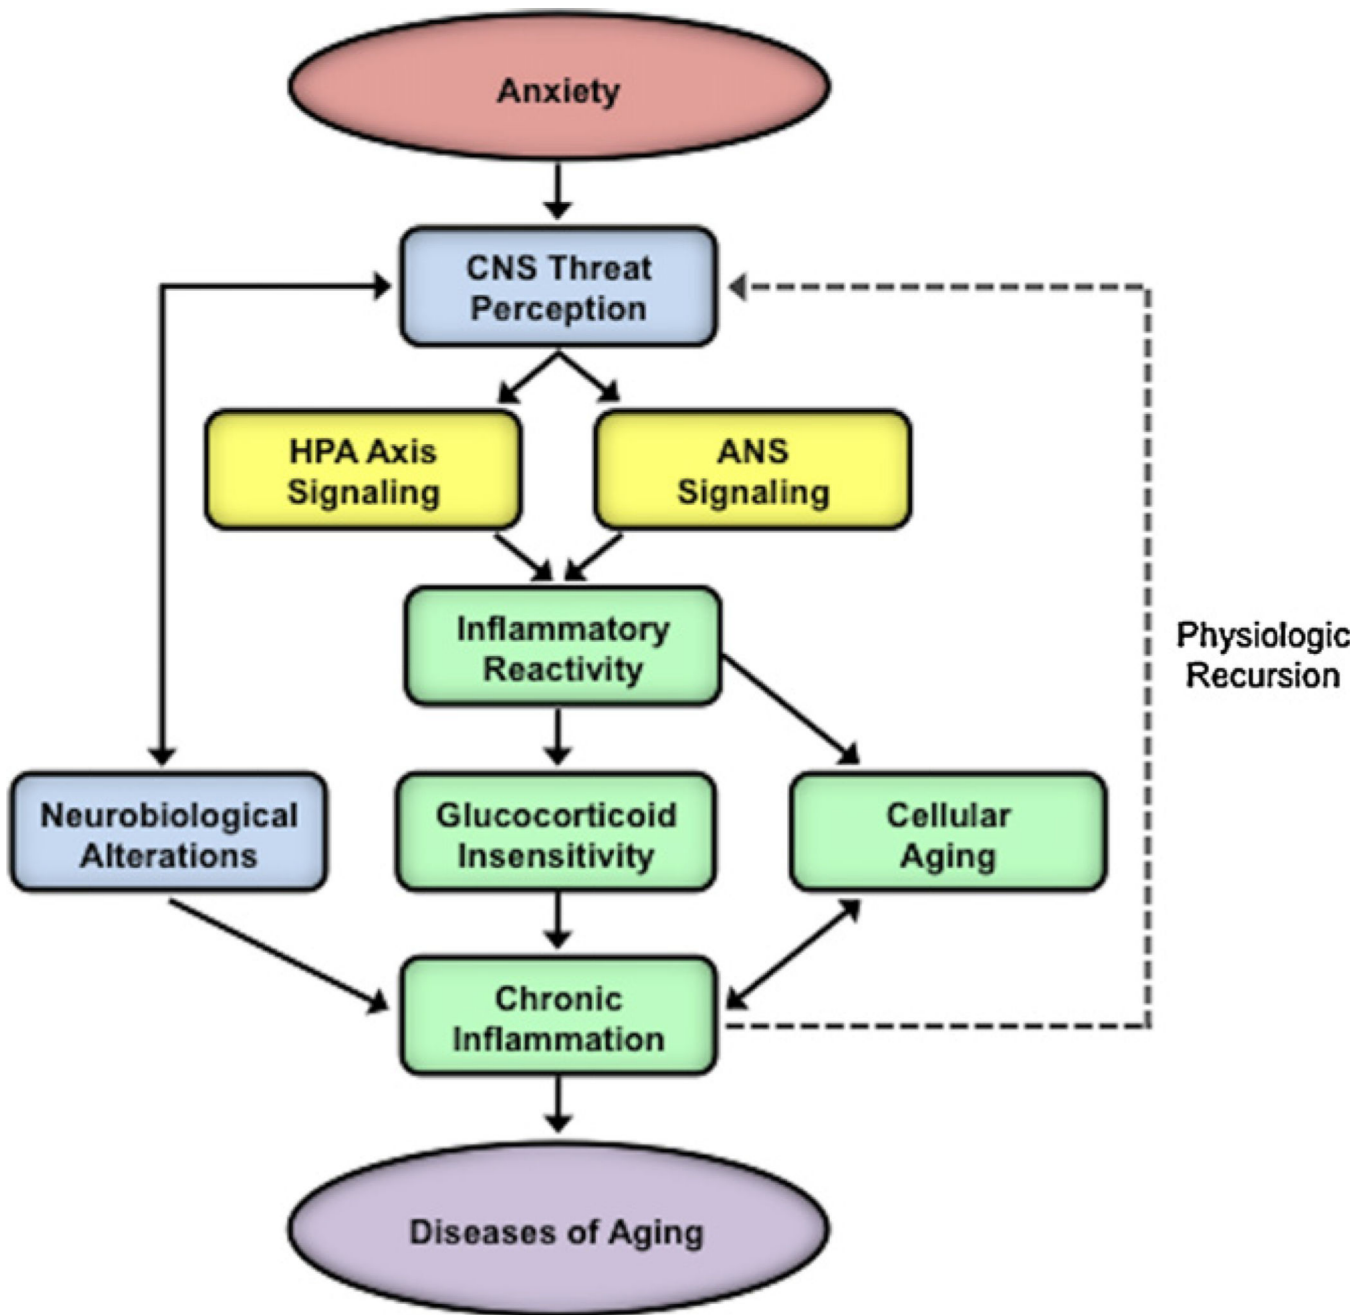 Anxiety
CNS Threat
Perception
HPA Axis
Signaling
ANS
Signaling
Inflammatory
Reactivity
Physiologic
Recursion
Neurobiological
Alterations
Glucocorticoid
Insensitivity
Cellular
Aging
Chronic
Inflammation
Diseases of Aging